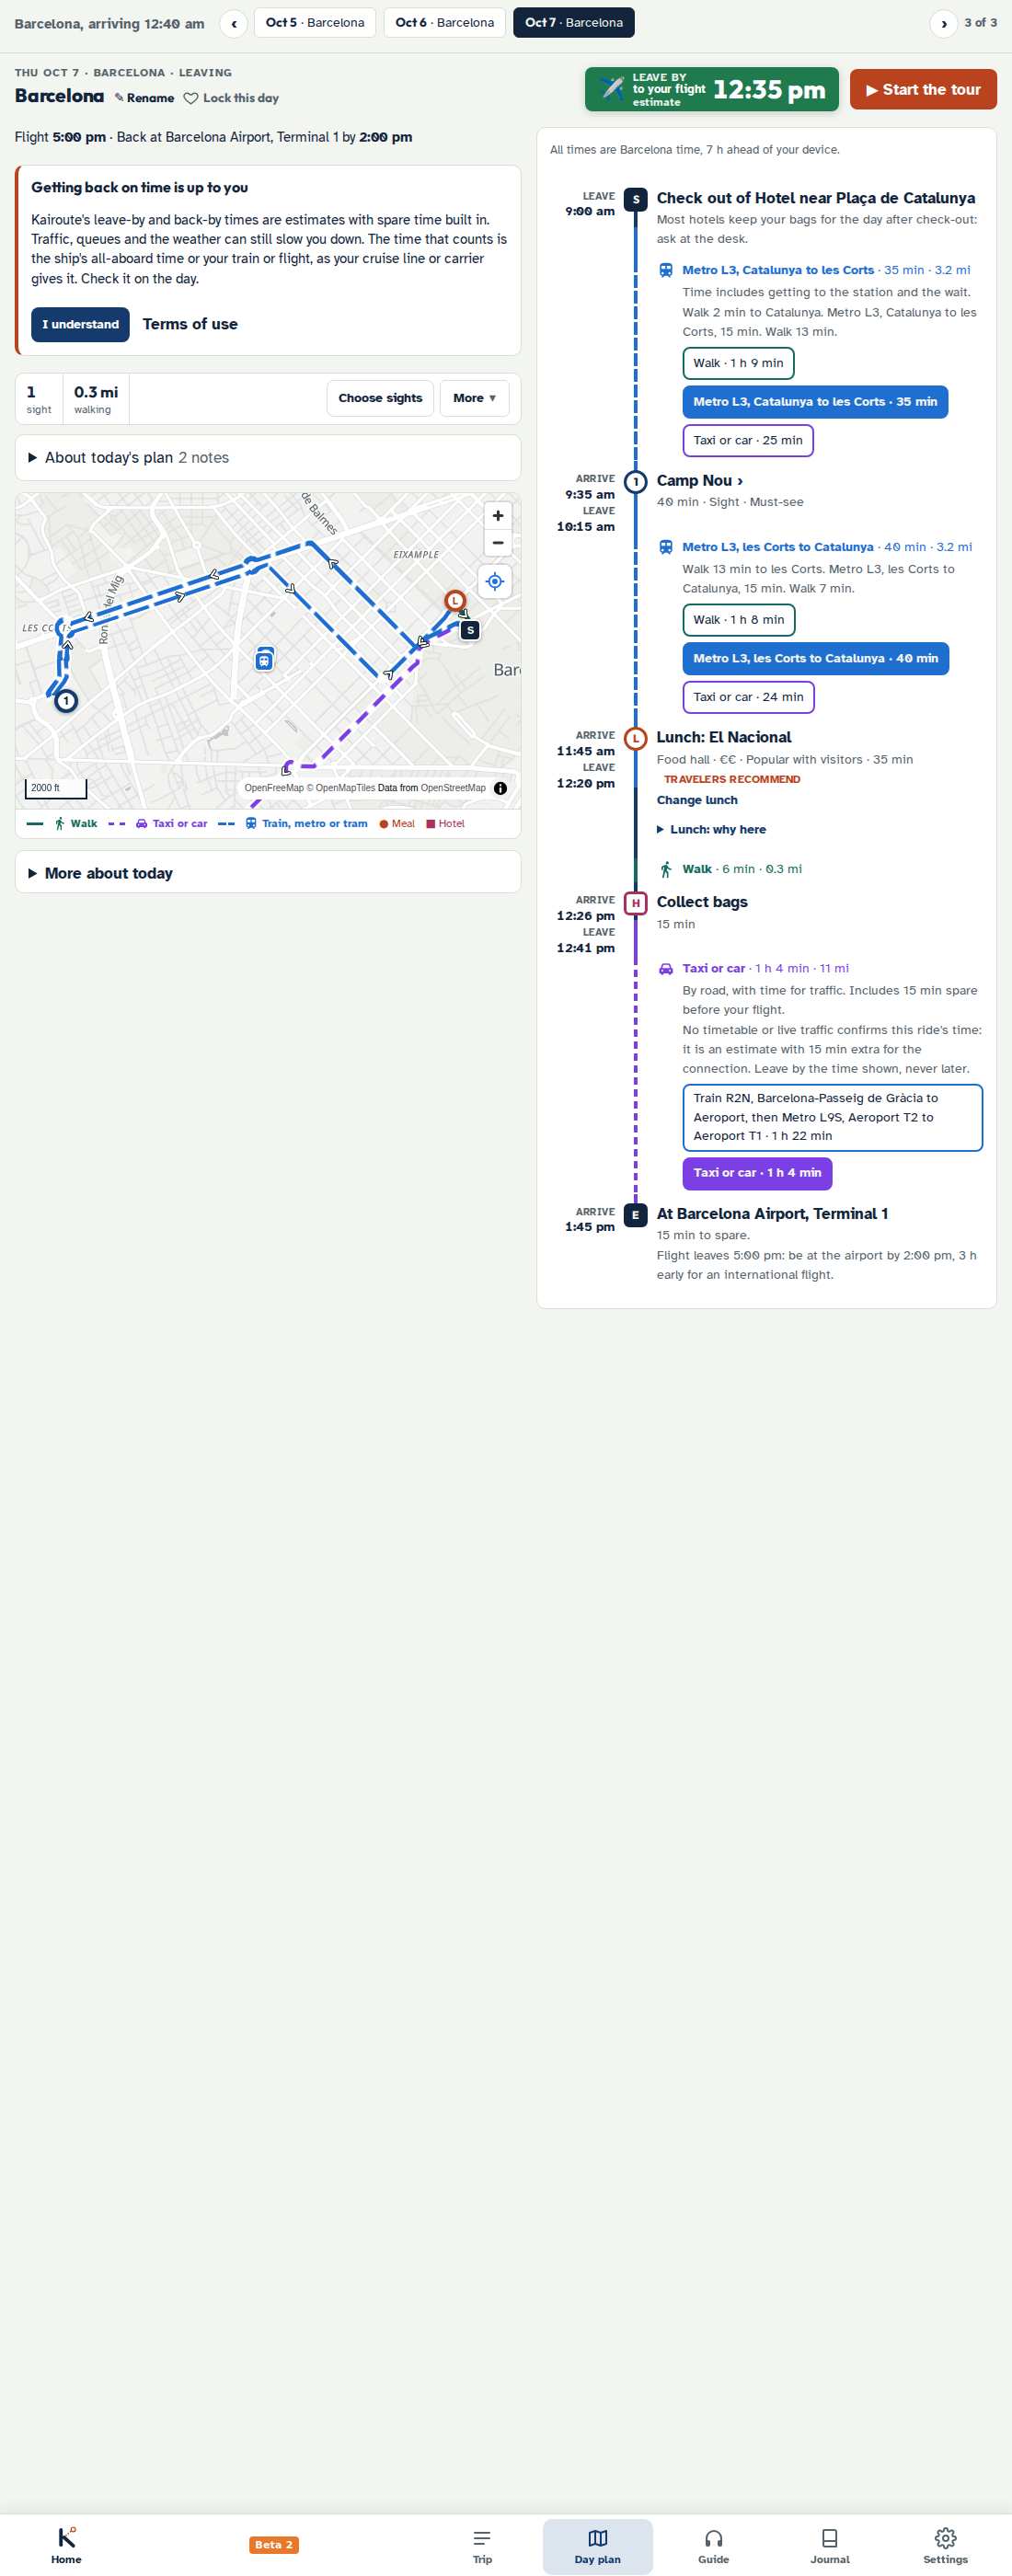 Barcelona, arriving 12:40 am
‹
Oct 5 · Barcelona
Oct 6 · Barcelona
Oct 7 · Barcelona
›
3 of 3
THU OCT 7 · BARCELONA · LEAVING
Barcelona
✎ Rename
Lock this day
LEAVE BY
to your flight
estimate
12:35 pm
▶ Start the tour
Flight 5:00 pm · Back at Barcelona Airport, Terminal 1 by 2:00 pm
Getting back on time is up to you
Kairoute's leave-by and back-by times are estimates with spare time built in.
Traffic, queues and the weather can still slow you down. The time that counts is
the ship's all-aboard time or your train or flight, as your cruise line or carrier
gives it. Check it on the day.
I understand
Terms of use
1
sight
0.3 mi
walking
Choose sights
More ▼
▶ About today's plan 2 notes
de Balmes
EIXAMPLE
del Mig
Ron
LES CORTS
Barc
L
S
1
+
−
2000 ft
OpenFreeMap © OpenMapTiles Data from OpenStreetMap
Walk
Taxi or car
Train, metro or tram
Meal
Hotel
▶ More about today
All times are Barcelona time, 7 h ahead of your device.
LEAVE
9:00 am
S
Check out of Hotel near Plaça de Catalunya
Most hotels keep your bags for the day after check-out:
ask at the desk.
Metro L3, Catalunya to les Corts · 35 min · 3.2 mi
Time includes getting to the station and the wait.
Walk 2 min to Catalunya. Metro L3, Catalunya to les
Corts, 15 min. Walk 13 min.
Walk · 1 h 9 min
Metro L3, Catalunya to les Corts · 35 min
Taxi or car · 25 min
ARRIVE
9:35 am
LEAVE
10:15 am
1
Camp Nou ›
40 min · Sight · Must-see
Metro L3, les Corts to Catalunya · 40 min · 3.2 mi
Walk 13 min to les Corts. Metro L3, les Corts to
Catalunya, 15 min. Walk 7 min.
Walk · 1 h 8 min
Metro L3, les Corts to Catalunya · 40 min
Taxi or car · 24 min
ARRIVE
11:45 am
LEAVE
12:20 pm
L
Lunch: El Nacional
Food hall · €€ · Popular with visitors · 35 min
TRAVELERS RECOMMEND
Change lunch
▶ Lunch: why here
Walk · 6 min · 0.3 mi
ARRIVE
12:26 pm
LEAVE
12:41 pm
H
Collect bags
15 min
Taxi or car · 1 h 4 min · 11 mi
By road, with time for traffic. Includes 15 min spare
before your flight.
No timetable or live traffic confirms this ride's time:
it is an estimate with 15 min extra for the
connection. Leave by the time shown, never later.
Train R2N, Barcelona-Passeig de Gràcia to
Aeroport, then Metro L9S, Aeroport T2 to
Aeroport T1 · 1 h 22 min
Taxi or car · 1 h 4 min
ARRIVE
1:45 pm
E
At Barcelona Airport, Terminal 1
15 min to spare.
Flight leaves 5:00 pm: be at the airport by 2:00 pm, 3 h
early for an international flight.
Home
Beta 2
Trip
Day plan
Guide
Journal
Settings